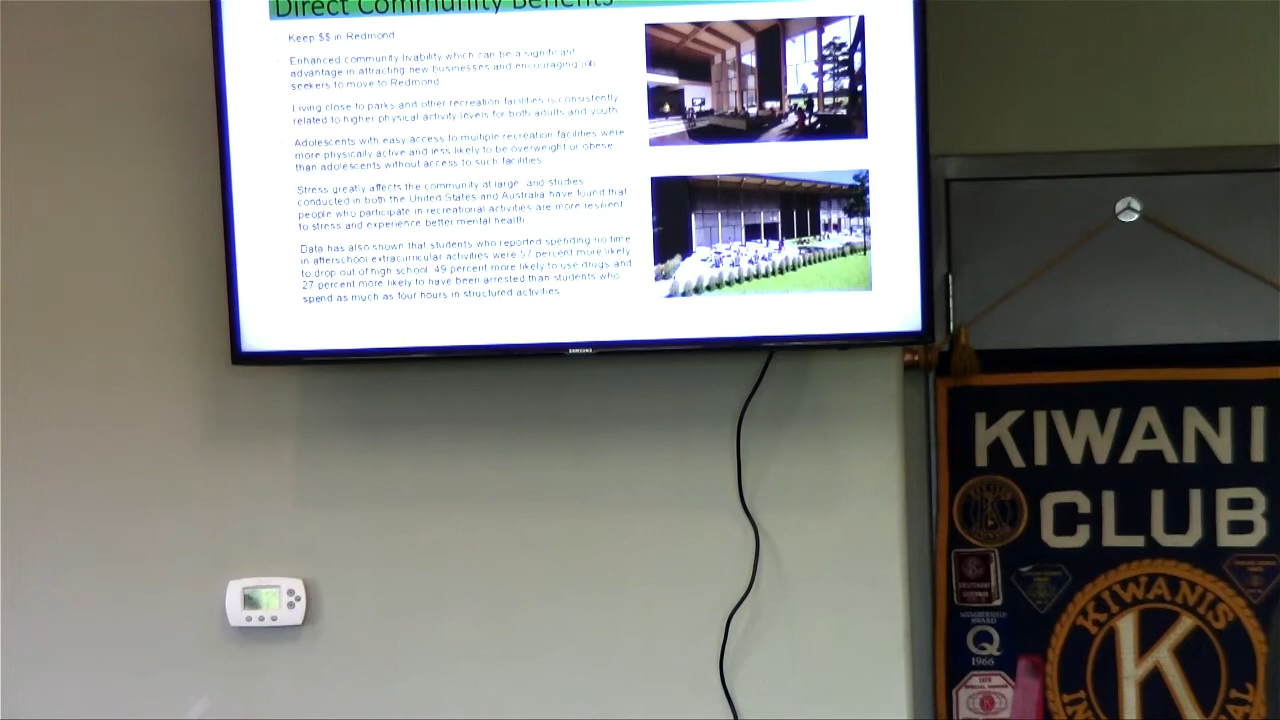 Direct Community Benefits
Keep $$ in Redmond
Enhanced community livability which can be a significant
advantage in attracting new businesses and encouraging job
seekers to move to Redmond
Living close to parks and other recreation facilities is consistently
related to higher physical activity levels for both adults and youth
Adolescents with easy access to multiple recreation facilities were
more physically active and less likely to be overweight or obese
than adolescents without access to such facilities
Stress greatly affects the community at large and studies
conducted in both the United States and Australia have found that
people who participate in recreational activities are more resilient
to stress and experience better mental health
Data has also shown that students who reported spending no time
in afterschool extracurricular activities were 57 percent more likely
to drop out of high school, 49 percent more likely to use drugs and
27 percent more likely to have been arrested than students who
spend as much as four hours in structured activities
SAMSUNG
KIWANI
CLUB
K
LIEUTENANT
GOVERNOR
MEMBERSHIP
AWARD
Q
1966
KIWANIS
K
K